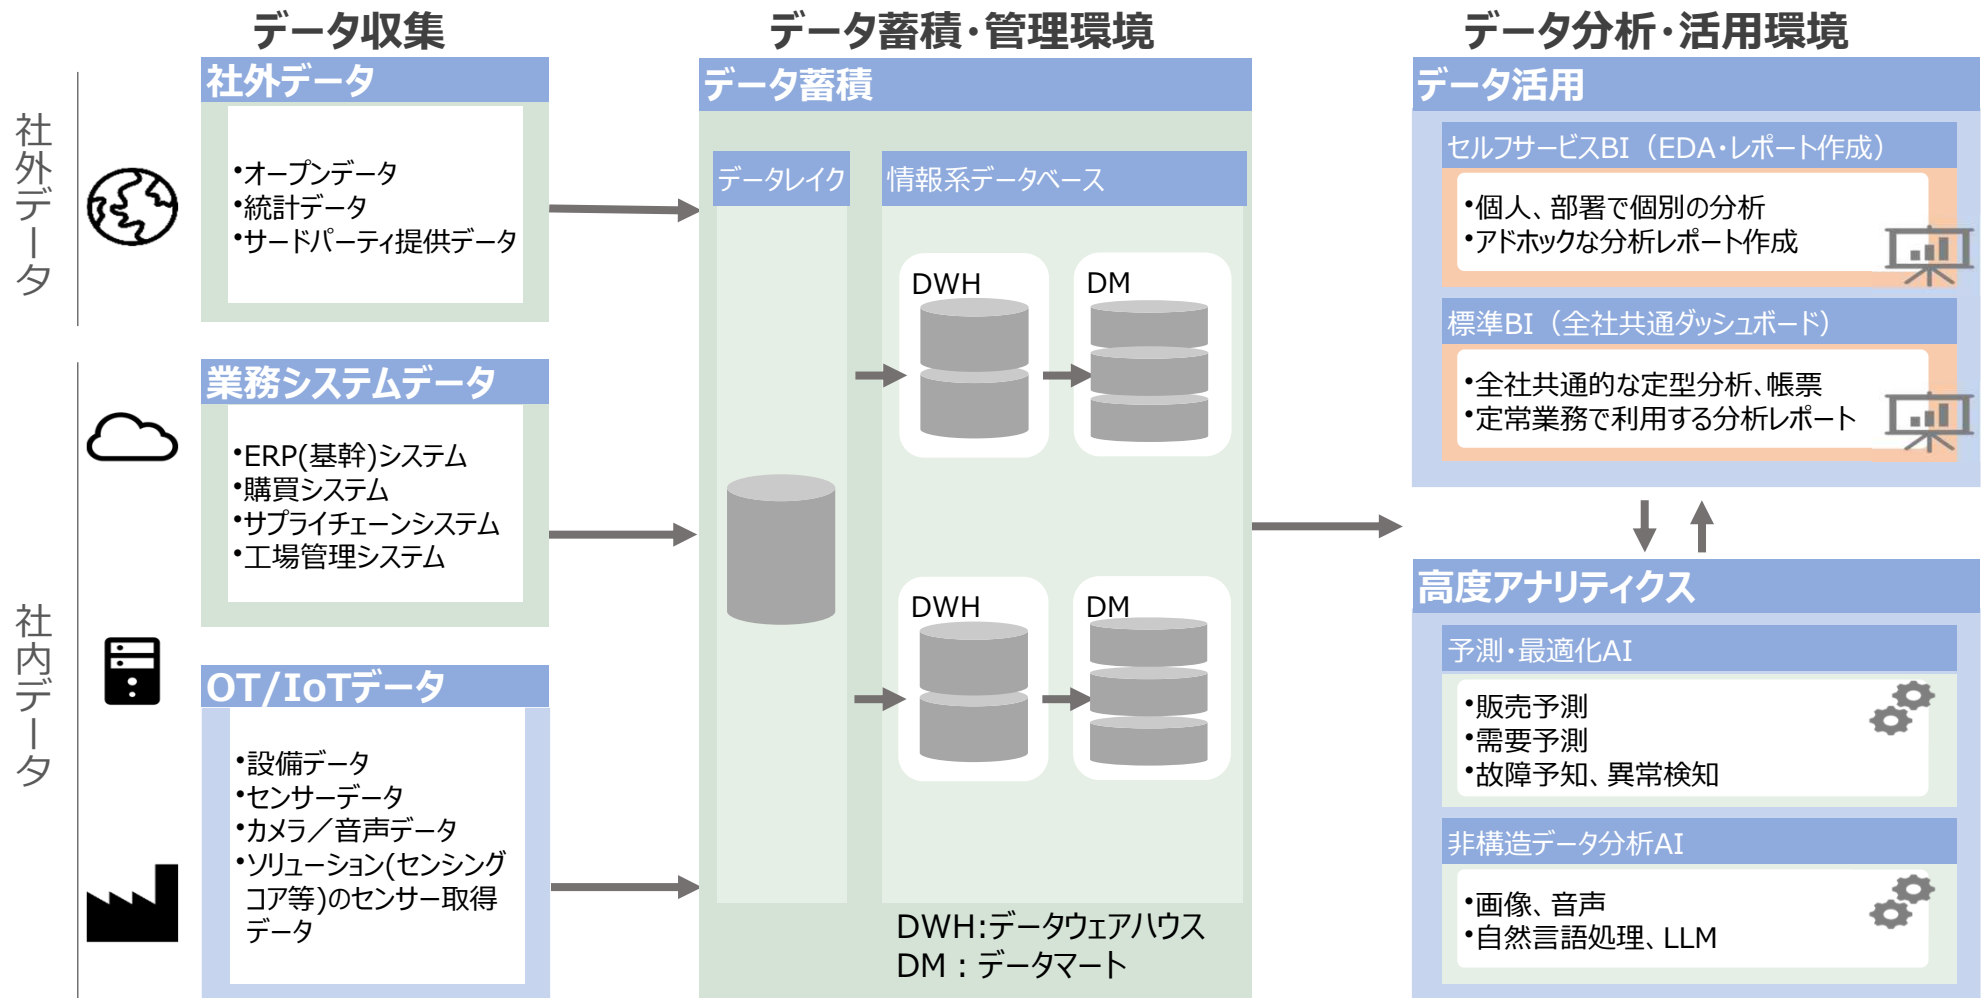 データ収集
データ蓄積・管理環境
データ分析・活用環境
社外データ
社内データ
社外データ
•オープンデータ
•統計データ
•サードパーティ提供データ
業務システムデータ
•ERP(基幹)システム
•購買システム
•サプライチェーンシステム
•工場管理システム
OT/IoTデータ
•設備データ
•センサーデータ
•カメラ／音声データ
•ソリューション(センシング
コア等)のセンサー取得
データ
データ蓄積
データレイク
情報系データベース
DWH
DM
DWH
DM
DWH:データウェアハウス
DM：データマート
データ活用
セルフサービスBI（EDA・レポート作成）
•個人、部署で個別の分析
•アドホックな分析レポート作成
標準BI（全社共通ダッシュボード）
•全社共通的な定型分析、帳票
•定常業務で利用する分析レポート
高度アナリティクス
予測・最適化AI
•販売予測
•需要予測
•故障予知、異常検知
非構造データ分析AI
•画像、音声
•自然言語処理、LLM